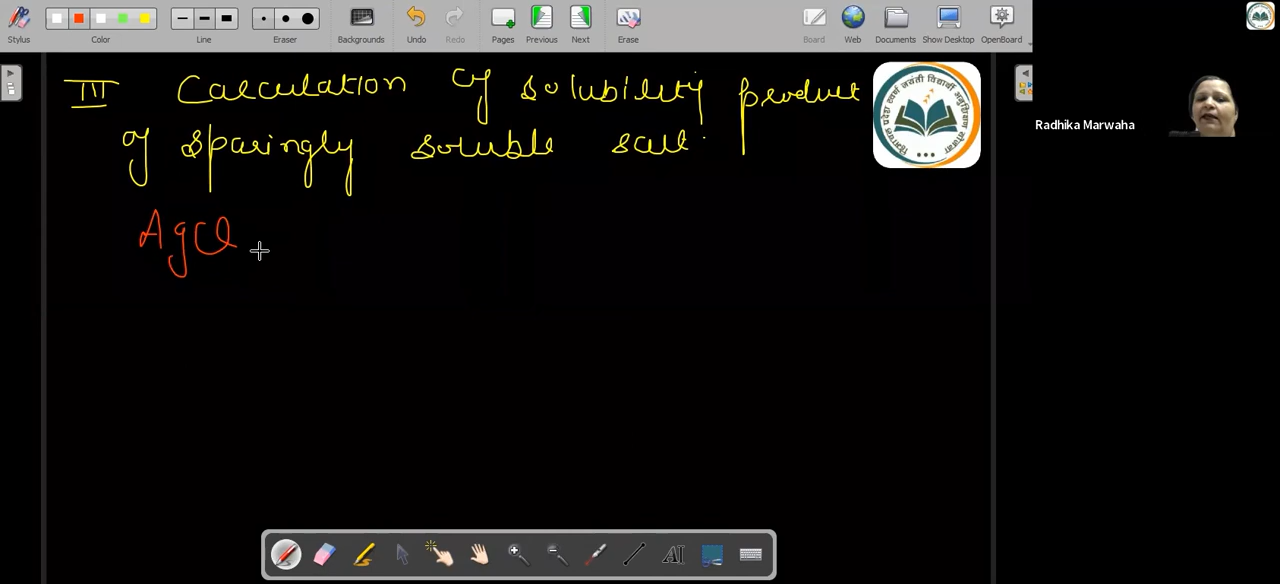 Stylus Color Line Eraser Backgrounds Undo Redo Pages Previous Next Erase Board Web Documents Show Desktop OpenBoard
III Calculation of solubility product
of sparingly soluble salt.
AgCl
Radhika Marwaha
AI